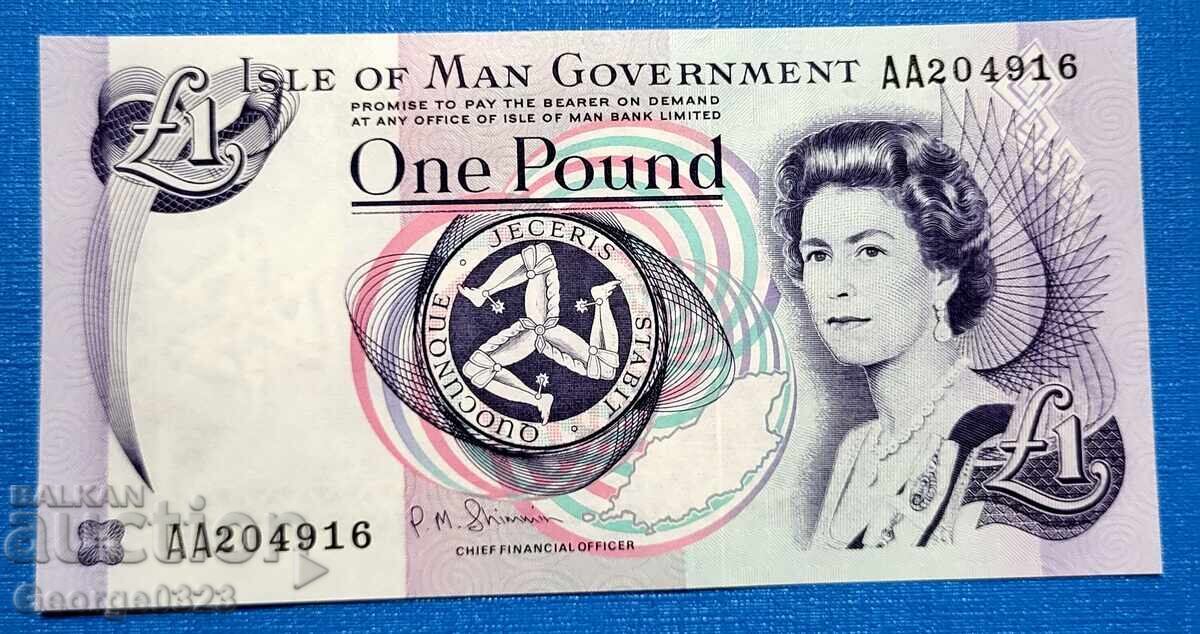 £1
ISLE OF MAN GOVERNMENT AA204916
PROMISE TO PAY THE BEARER ON DEMAND
AT ANY OFFICE OF ISLE OF MAN BANK LIMITED
ONE POUND
QUOCUNQUE · JECERIS · STABIT ·
£1
P. M. Shimmin
CHIEF FINANCIAL OFFICER
AA204916
BALKAN
auction
George0323